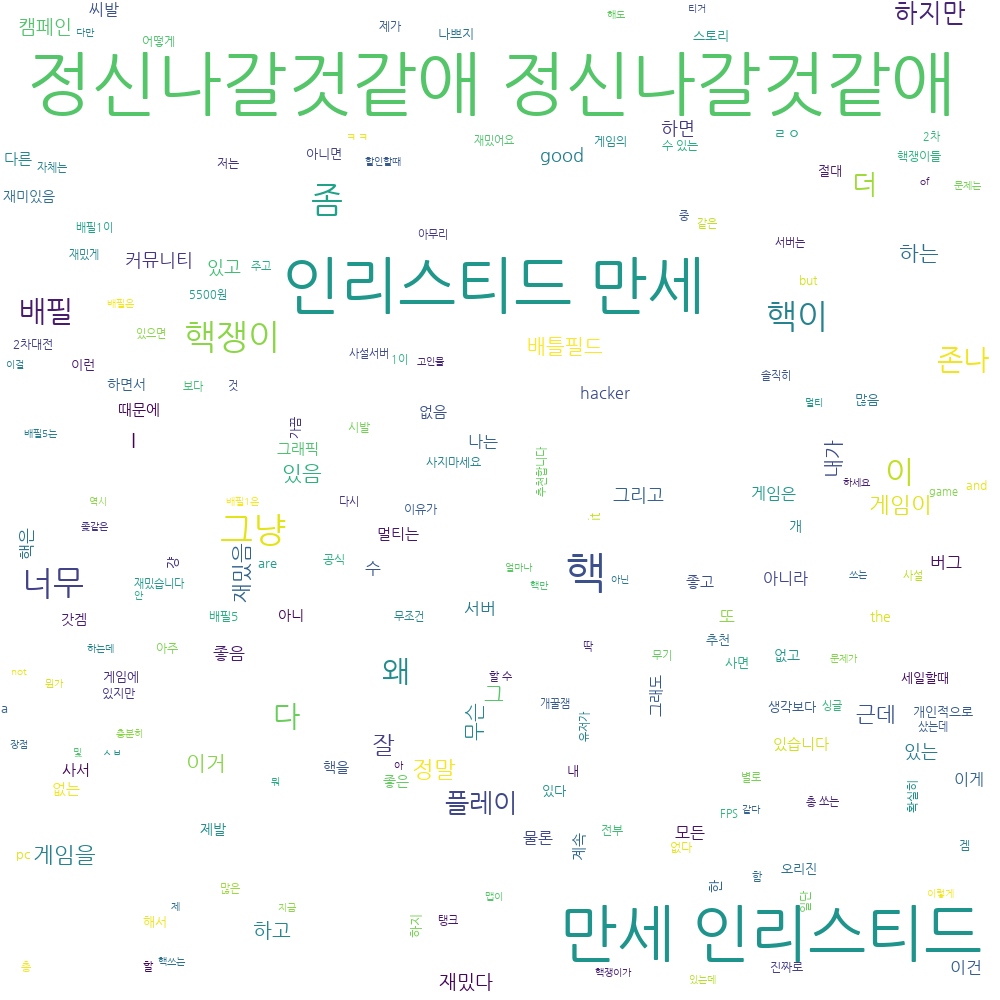 씨발
하지만
캠페인
다만
어떻게
제가
나쁘지
해도
티거
스토리
정신나갈것같애 정신나갈것같애
ㅋㅋ
재밌어요
게임의
하면
수 있는
ㄹㅇ
2차
다른
자체는
저는
아니면
할인할때
good
절대
핵쟁이들
재미있음
좀
더
of
문제는
배필1이
중
같은
재밌게
커뮤니티
있고
주고
아무리
서버는
하는
5500원
인리스티드 만세
but
배필
배필은
핵쟁이
핵이
있으면
2차대전
사설서버
1이
고인물
배틀필드
존나
이걸
이런
하면서
보다
것
hacker
솔직히
때문에
없음
멀티
많음
배필5는
I
가끔
시발
나는
그래픽
있음
사지마세요
추천합니다
내가
이
하세요
역시
배필1은
다시
이유가
그리고
게임은
게임이
game
and
좆같은
그냥
멀티는
개
핵은
재밌음
걍
are
공식
수
얼마나
핵
아닌
너무
재밌습니다
안
핵만
좋고
아니라
쓰는
사설
버그
갓겜
배필5
아니
무조건
서버
또
the
하는데
아주
좋음
딱
추천
무기
사면
없고
문제가
not
뭔가
게임에
있지만
왜
할 수
그
개꿀잼
그래도
세일할때
a
다
무슨
유저가
생각보다
싱글
근데
개인적으로
샀는데
장점
충분히
및
ㅅㅂ
잘
있습니다
있는
사서
이거
핵을
아
정말
내
없는
뭐
좋은
있다
별로
확실히
이게
플레이
총 쏘는
FPS
같다
제발
물론
계속
전부
모든
없다
겜
pc
게임을
오리진
많은
한
함
이렇게
제
지금
맵이
해서
하고
하지
탱크
일단
만세 인리스티드
총
할
핵쓰는
재밌다
핵쟁이가
있는데
진짜로
이건